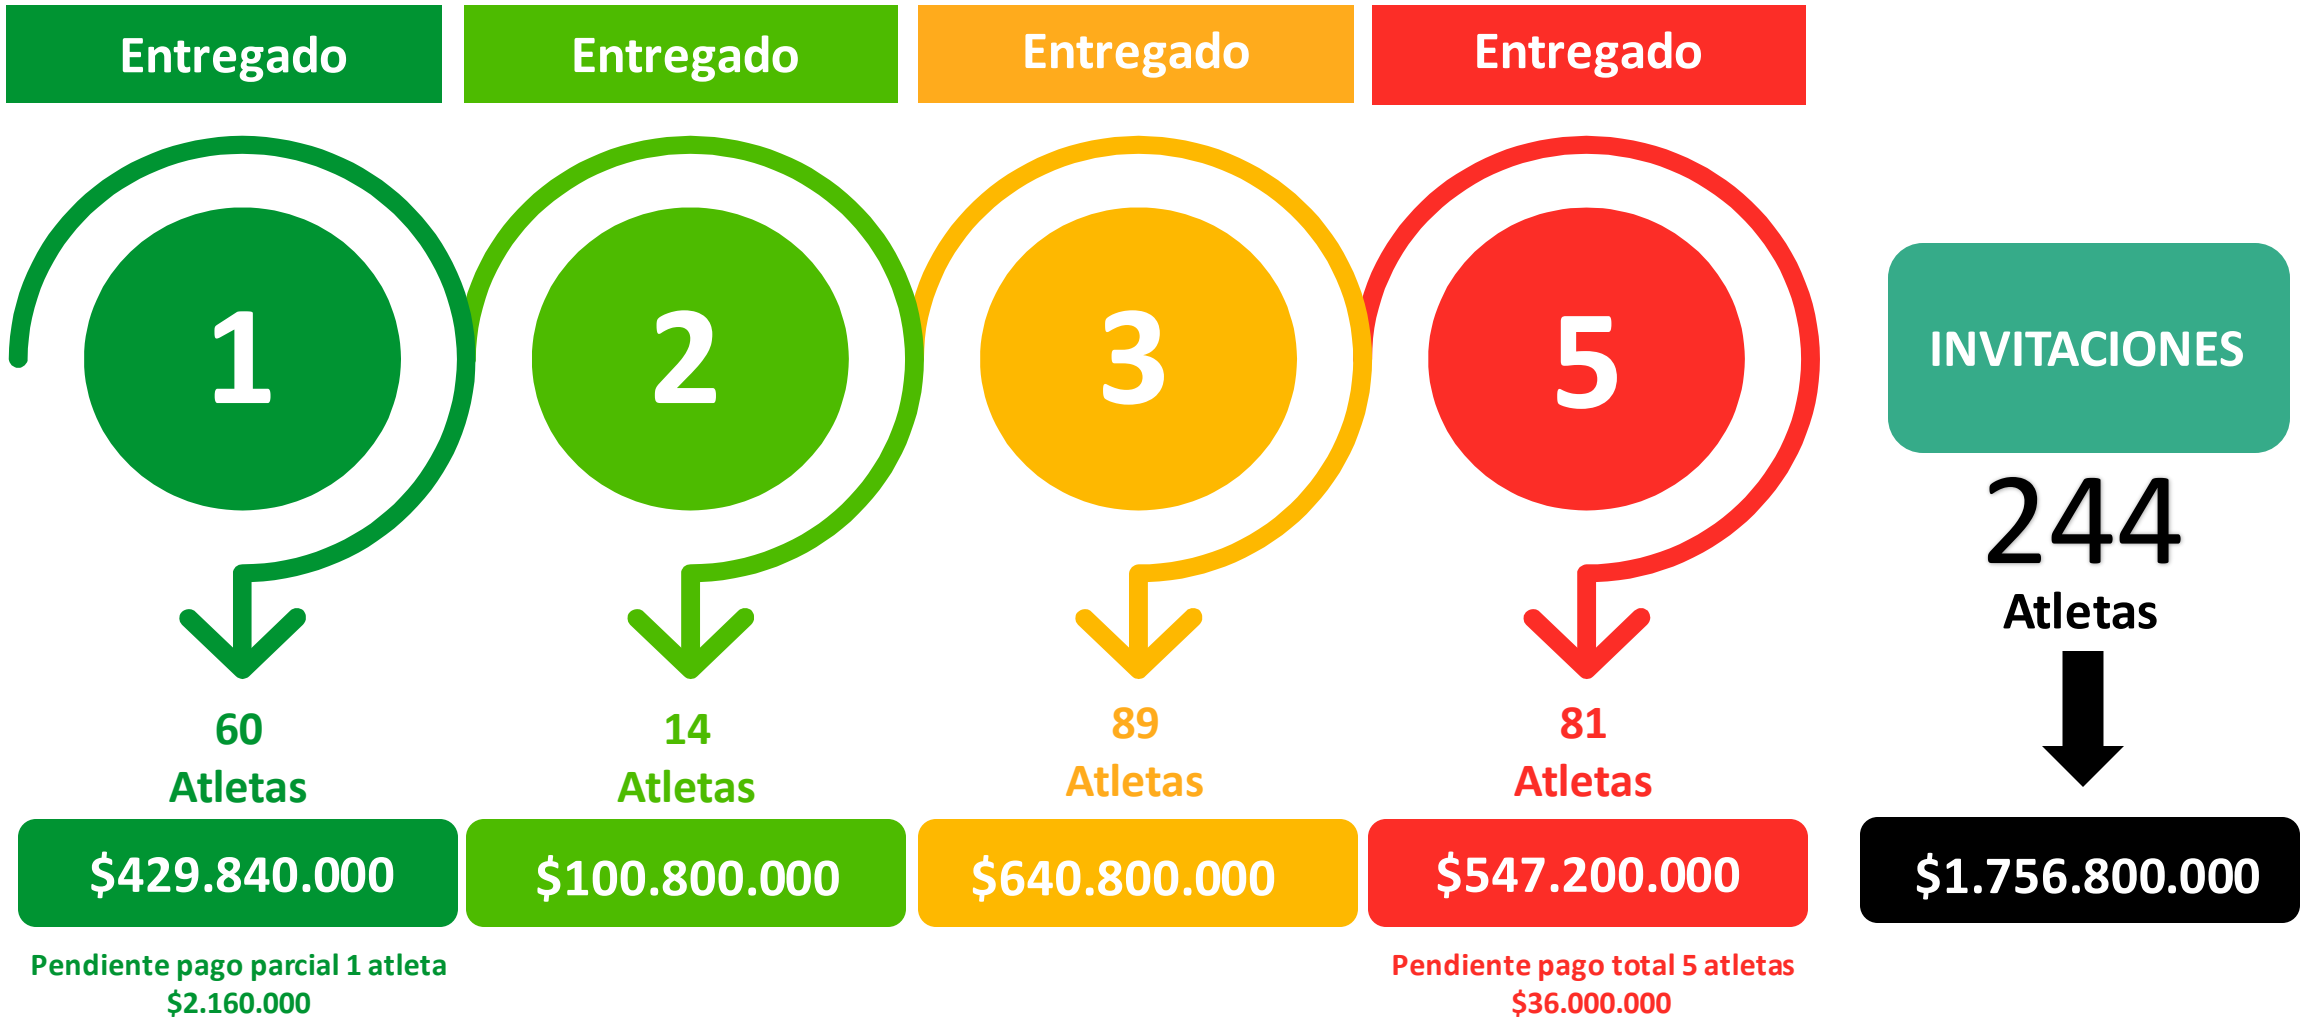 Entregado
Entregado
Entregado
Entregado
1
2
3
5
INVITACIONES
244
Atletas
60
Atletas
14
Atletas
89
Atletas
81
Atletas
$429.840.000
$100.800.000
$640.800.000
$547.200.000
$1.756.800.000
Pendiente pago parcial 1 atleta
$2.160.000
Pendiente pago total 5 atletas
$36.000.000